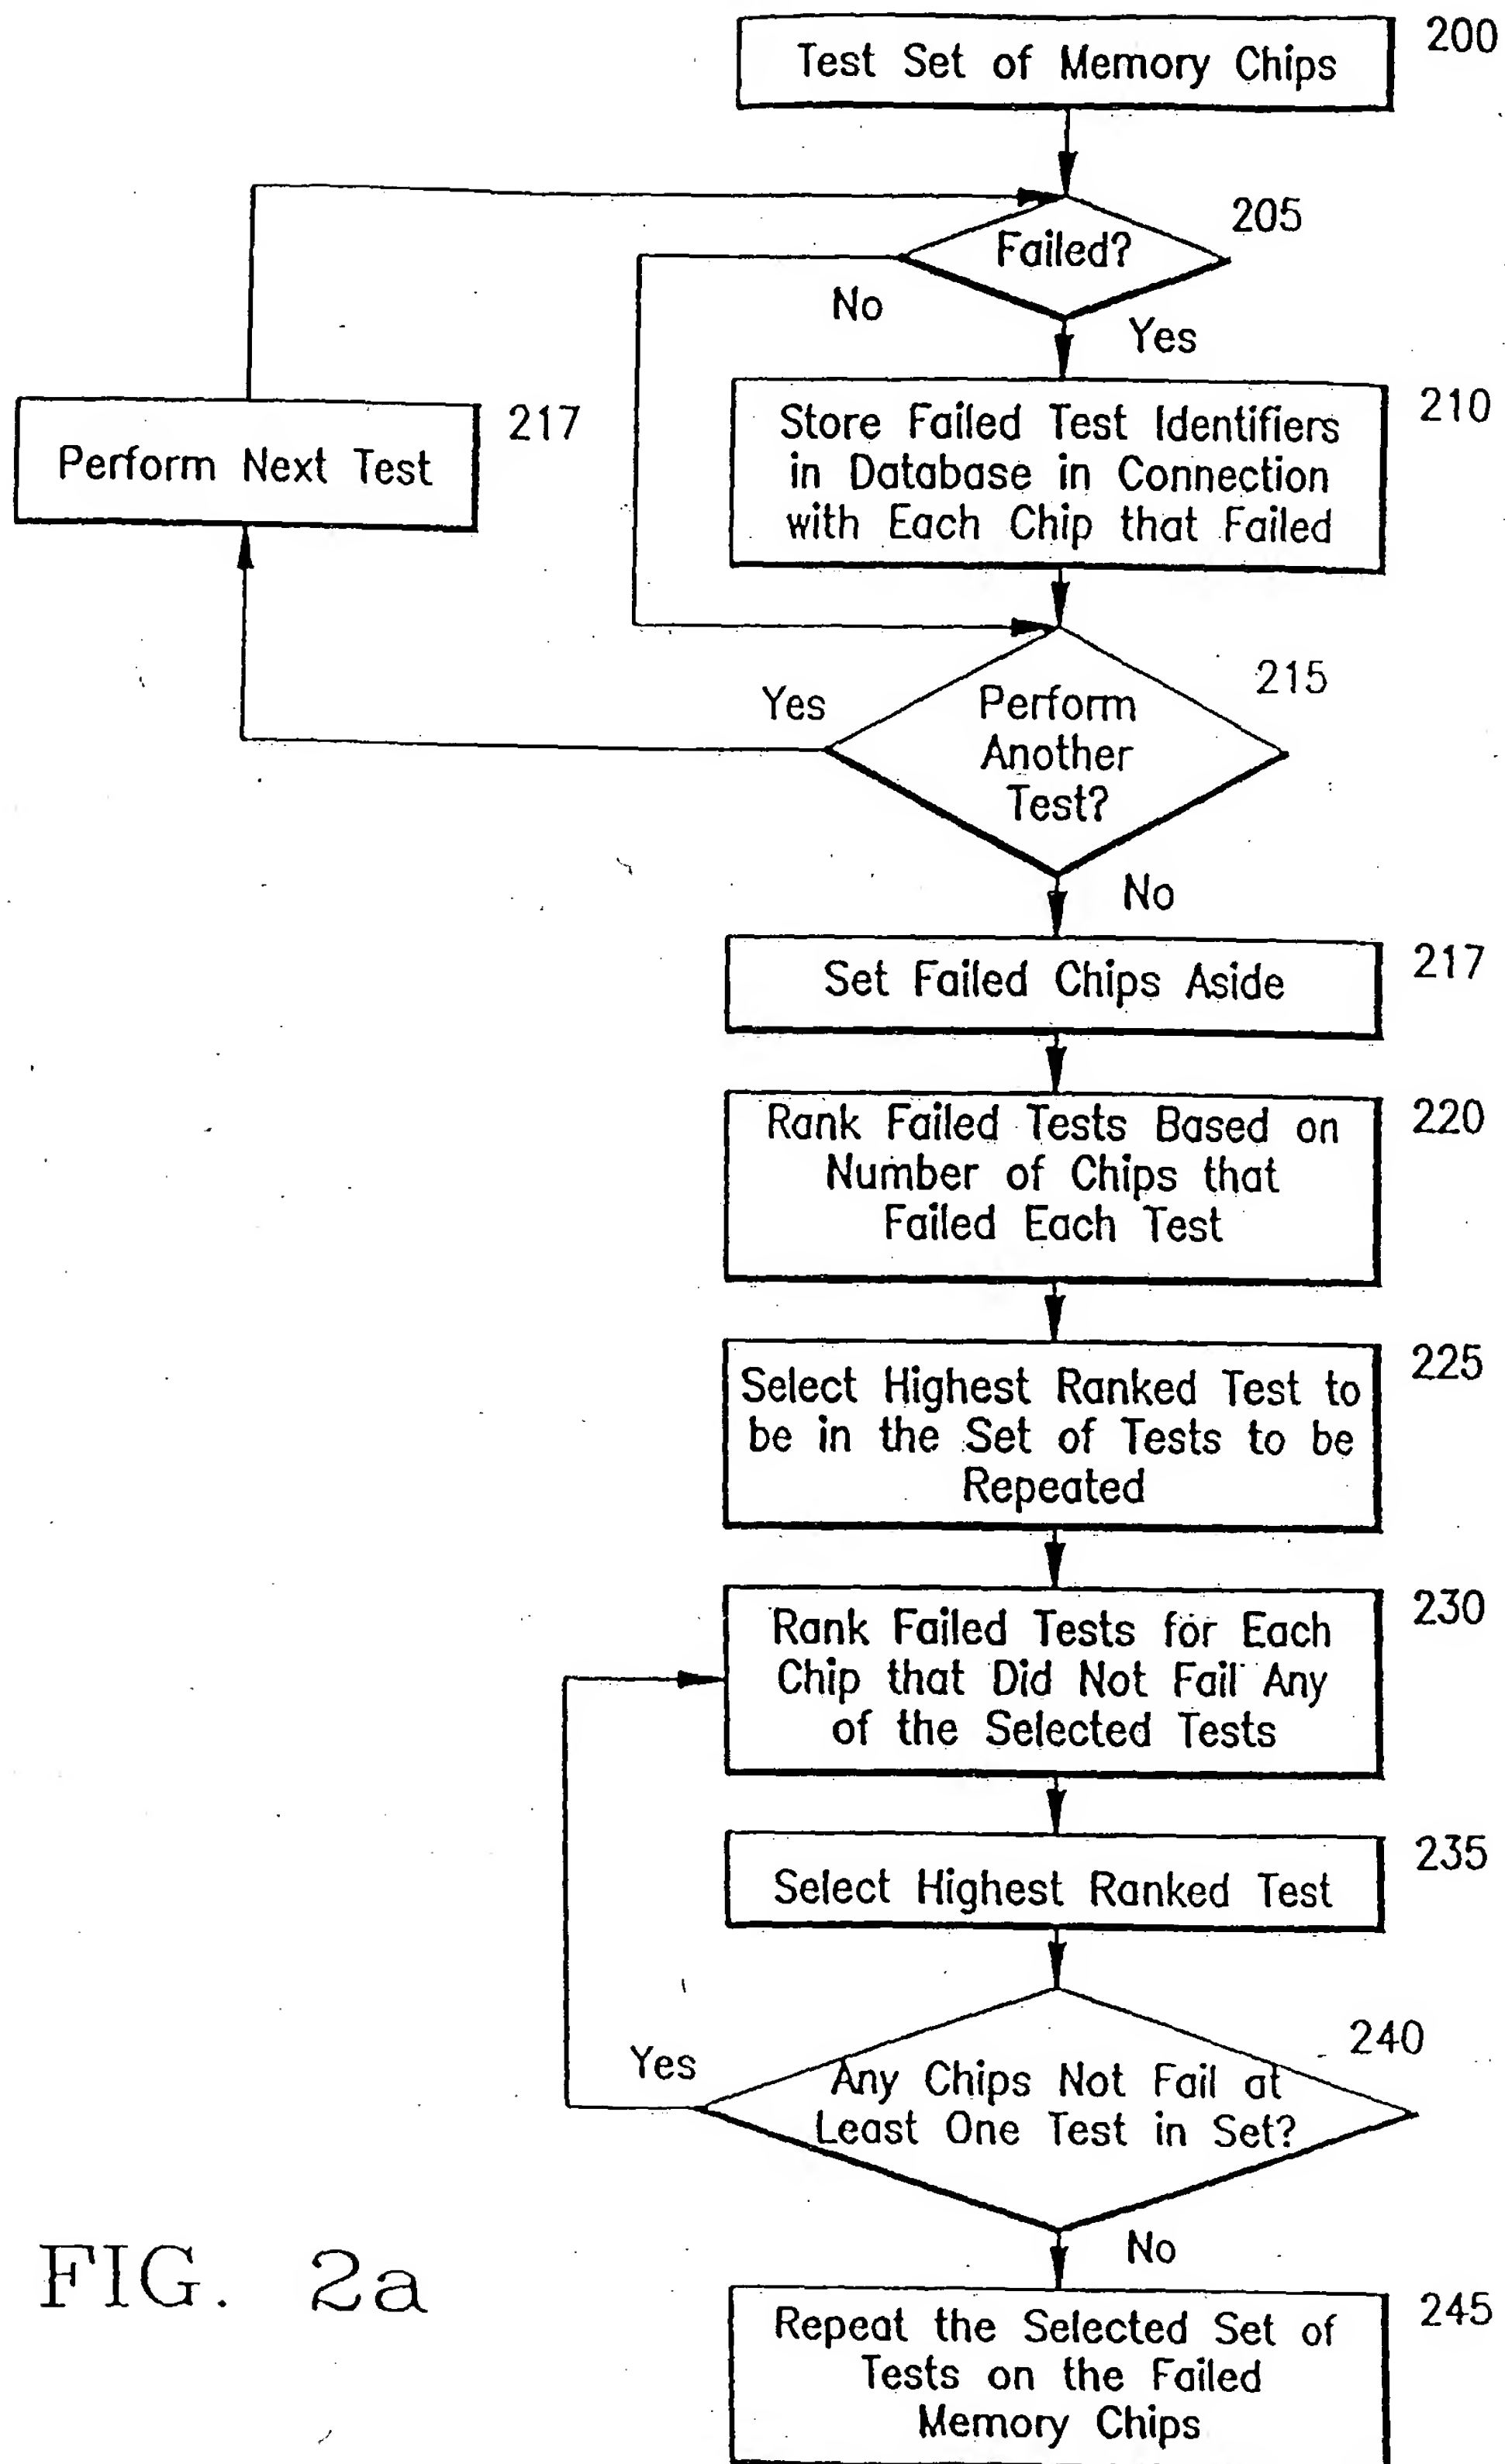 200
Test Set of Memory Chips
205
Failed?
No
Yes
217
Perform Next Test
210
Store Failed Test Identifiers
in Database in Connection
with Each Chip that Failed
215
Yes
Perform
Another
Test?
No
217
Set Failed Chips Aside
220
Rank Failed Tests Based on
Number of Chips that
Failed Each Test
225
Select Highest Ranked Test to
be in the Set of Tests to be
Repeated
230
Rank Failed Tests for Each
Chip that Did Not Fail Any
of the Selected Tests
235
Select Highest Ranked Test
240
Yes
Any Chips Not Fail at
Least One Test in Set?
No
FIG. 2a
245
Repeat the Selected Set of
Tests on the Failed
Memory Chips